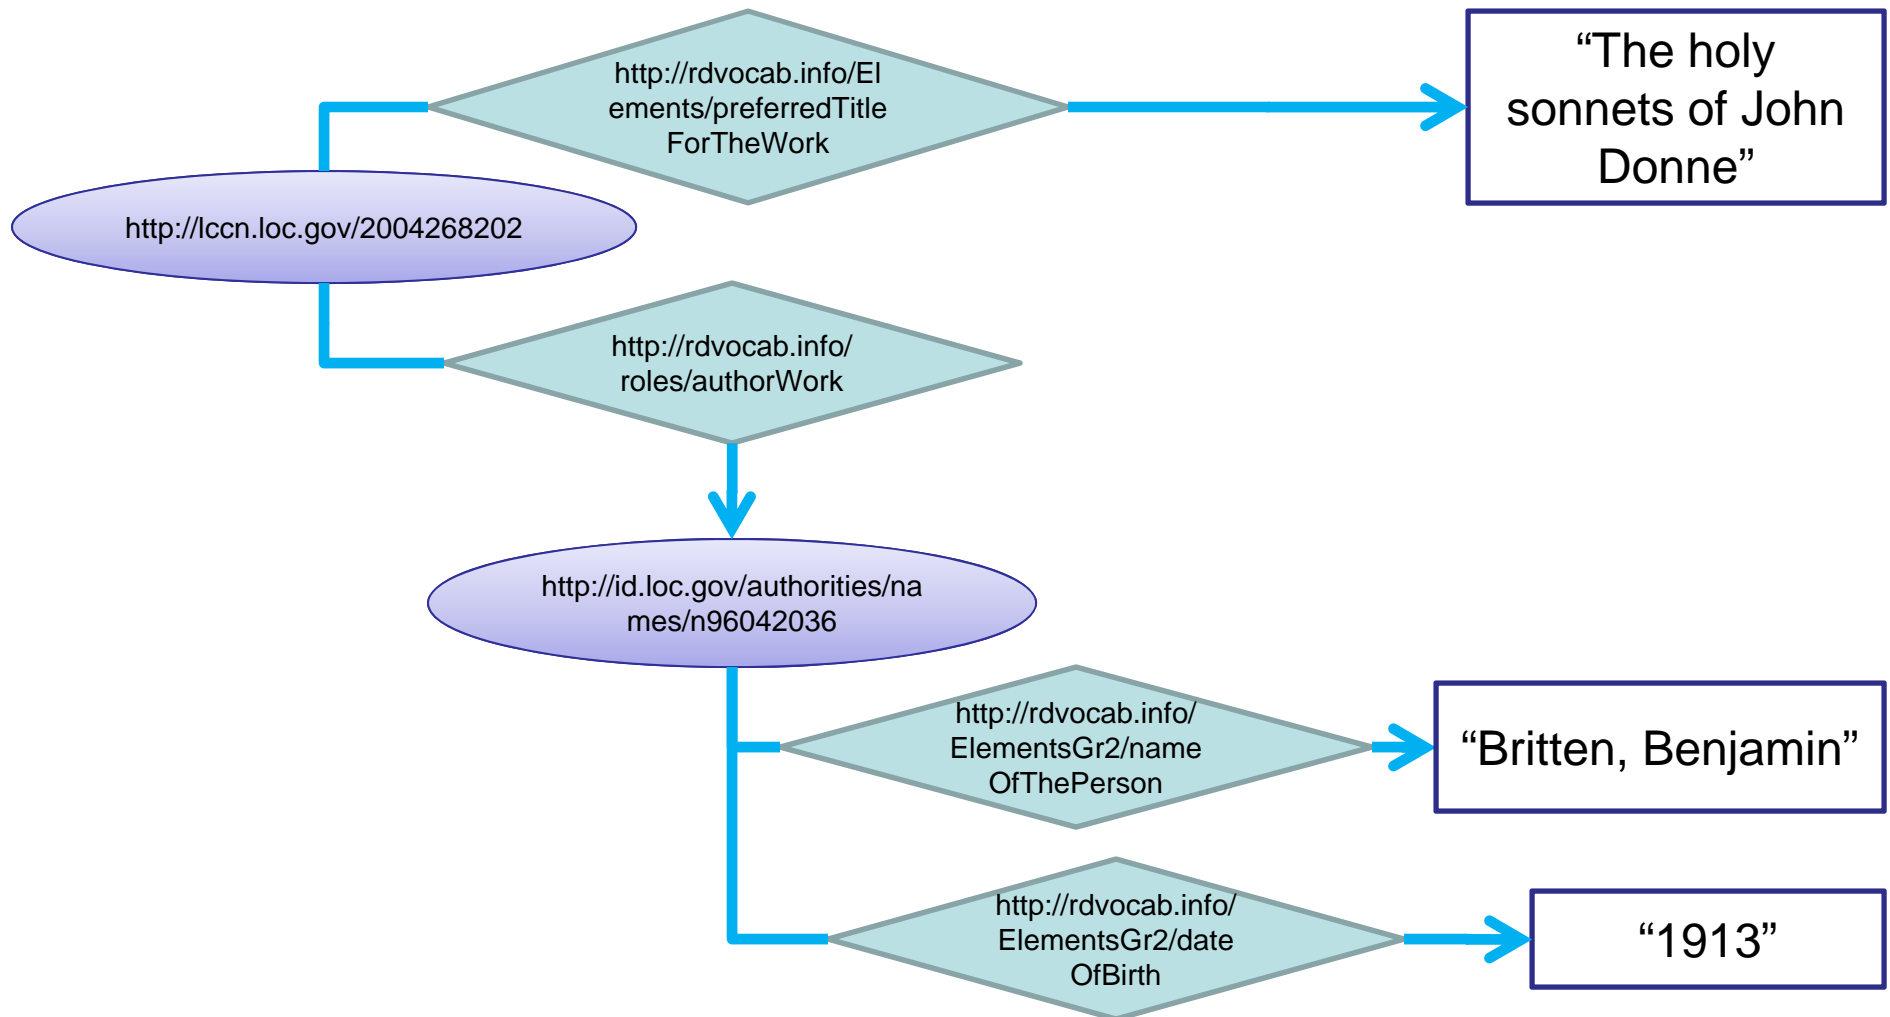 http://rdvocab.info/El
ements/preferredTitle
ForTheWork
“The holy
sonnets of John
Donne”
http://lccn.loc.gov/2004268202
http://rdvocab.info/
roles/authorWork
http://id.loc.gov/authorities/na
mes/n96042036
http://rdvocab.info/
ElementsGr2/name
OfThePerson
“Britten, Benjamin”
http://rdvocab.info/
ElementsGr2/date
OfBirth
“1913”